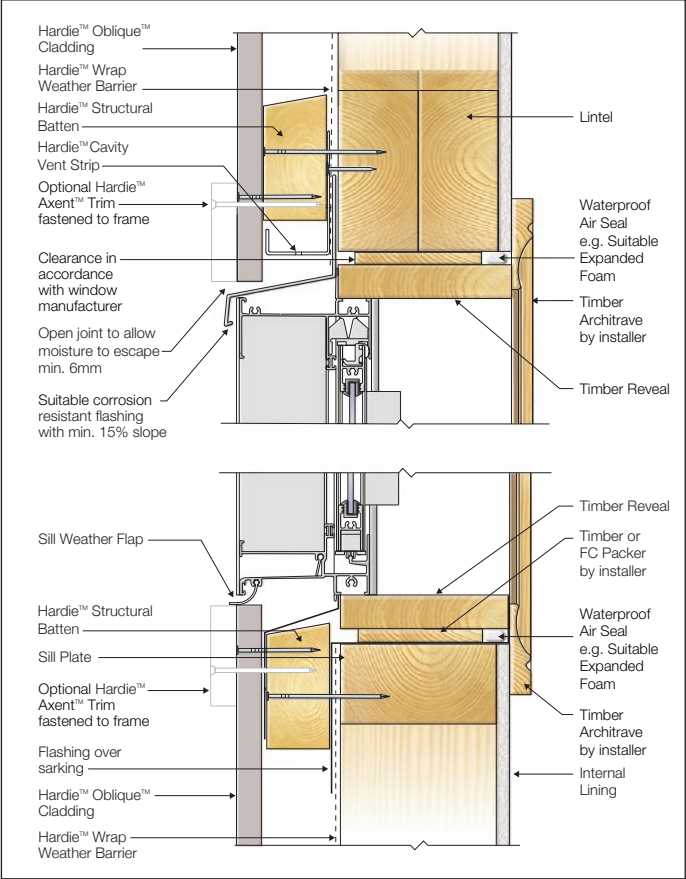 Hardie™ Oblique™
Cladding
Hardie™ Wrap
Weather Barrier
Hardie™ Structural
Batten
Hardie™ Cavity
Vent Strip
Optional Hardie™
Axent™ Trim
fastened to frame
Clearance in
accordance
with window
manufacturer
Open joint to allow
moisture to escape
min. 6mm
Suitable corrosion
resistant flashing
with min. 15% slope
Lintel
Waterproof
Air Seal
e.g. Suitable
Expanded
Foam
Timber
Architrave
by installer
Timber Reveal
Sill Weather Flap
Hardie™ Structural
Batten
Sill Plate
Optional Hardie™
Axent™ Trim
fastened to frame
Flashing over
sarking
Hardie™ Oblique™
Cladding
Hardie™ Wrap
Weather Barrier
Timber Reveal
Timber or
FC Packer
by installer
Waterproof
Air Seal
e.g. Suitable
Expanded
Foam
Timber
Architrave
by installer
Internal
Lining